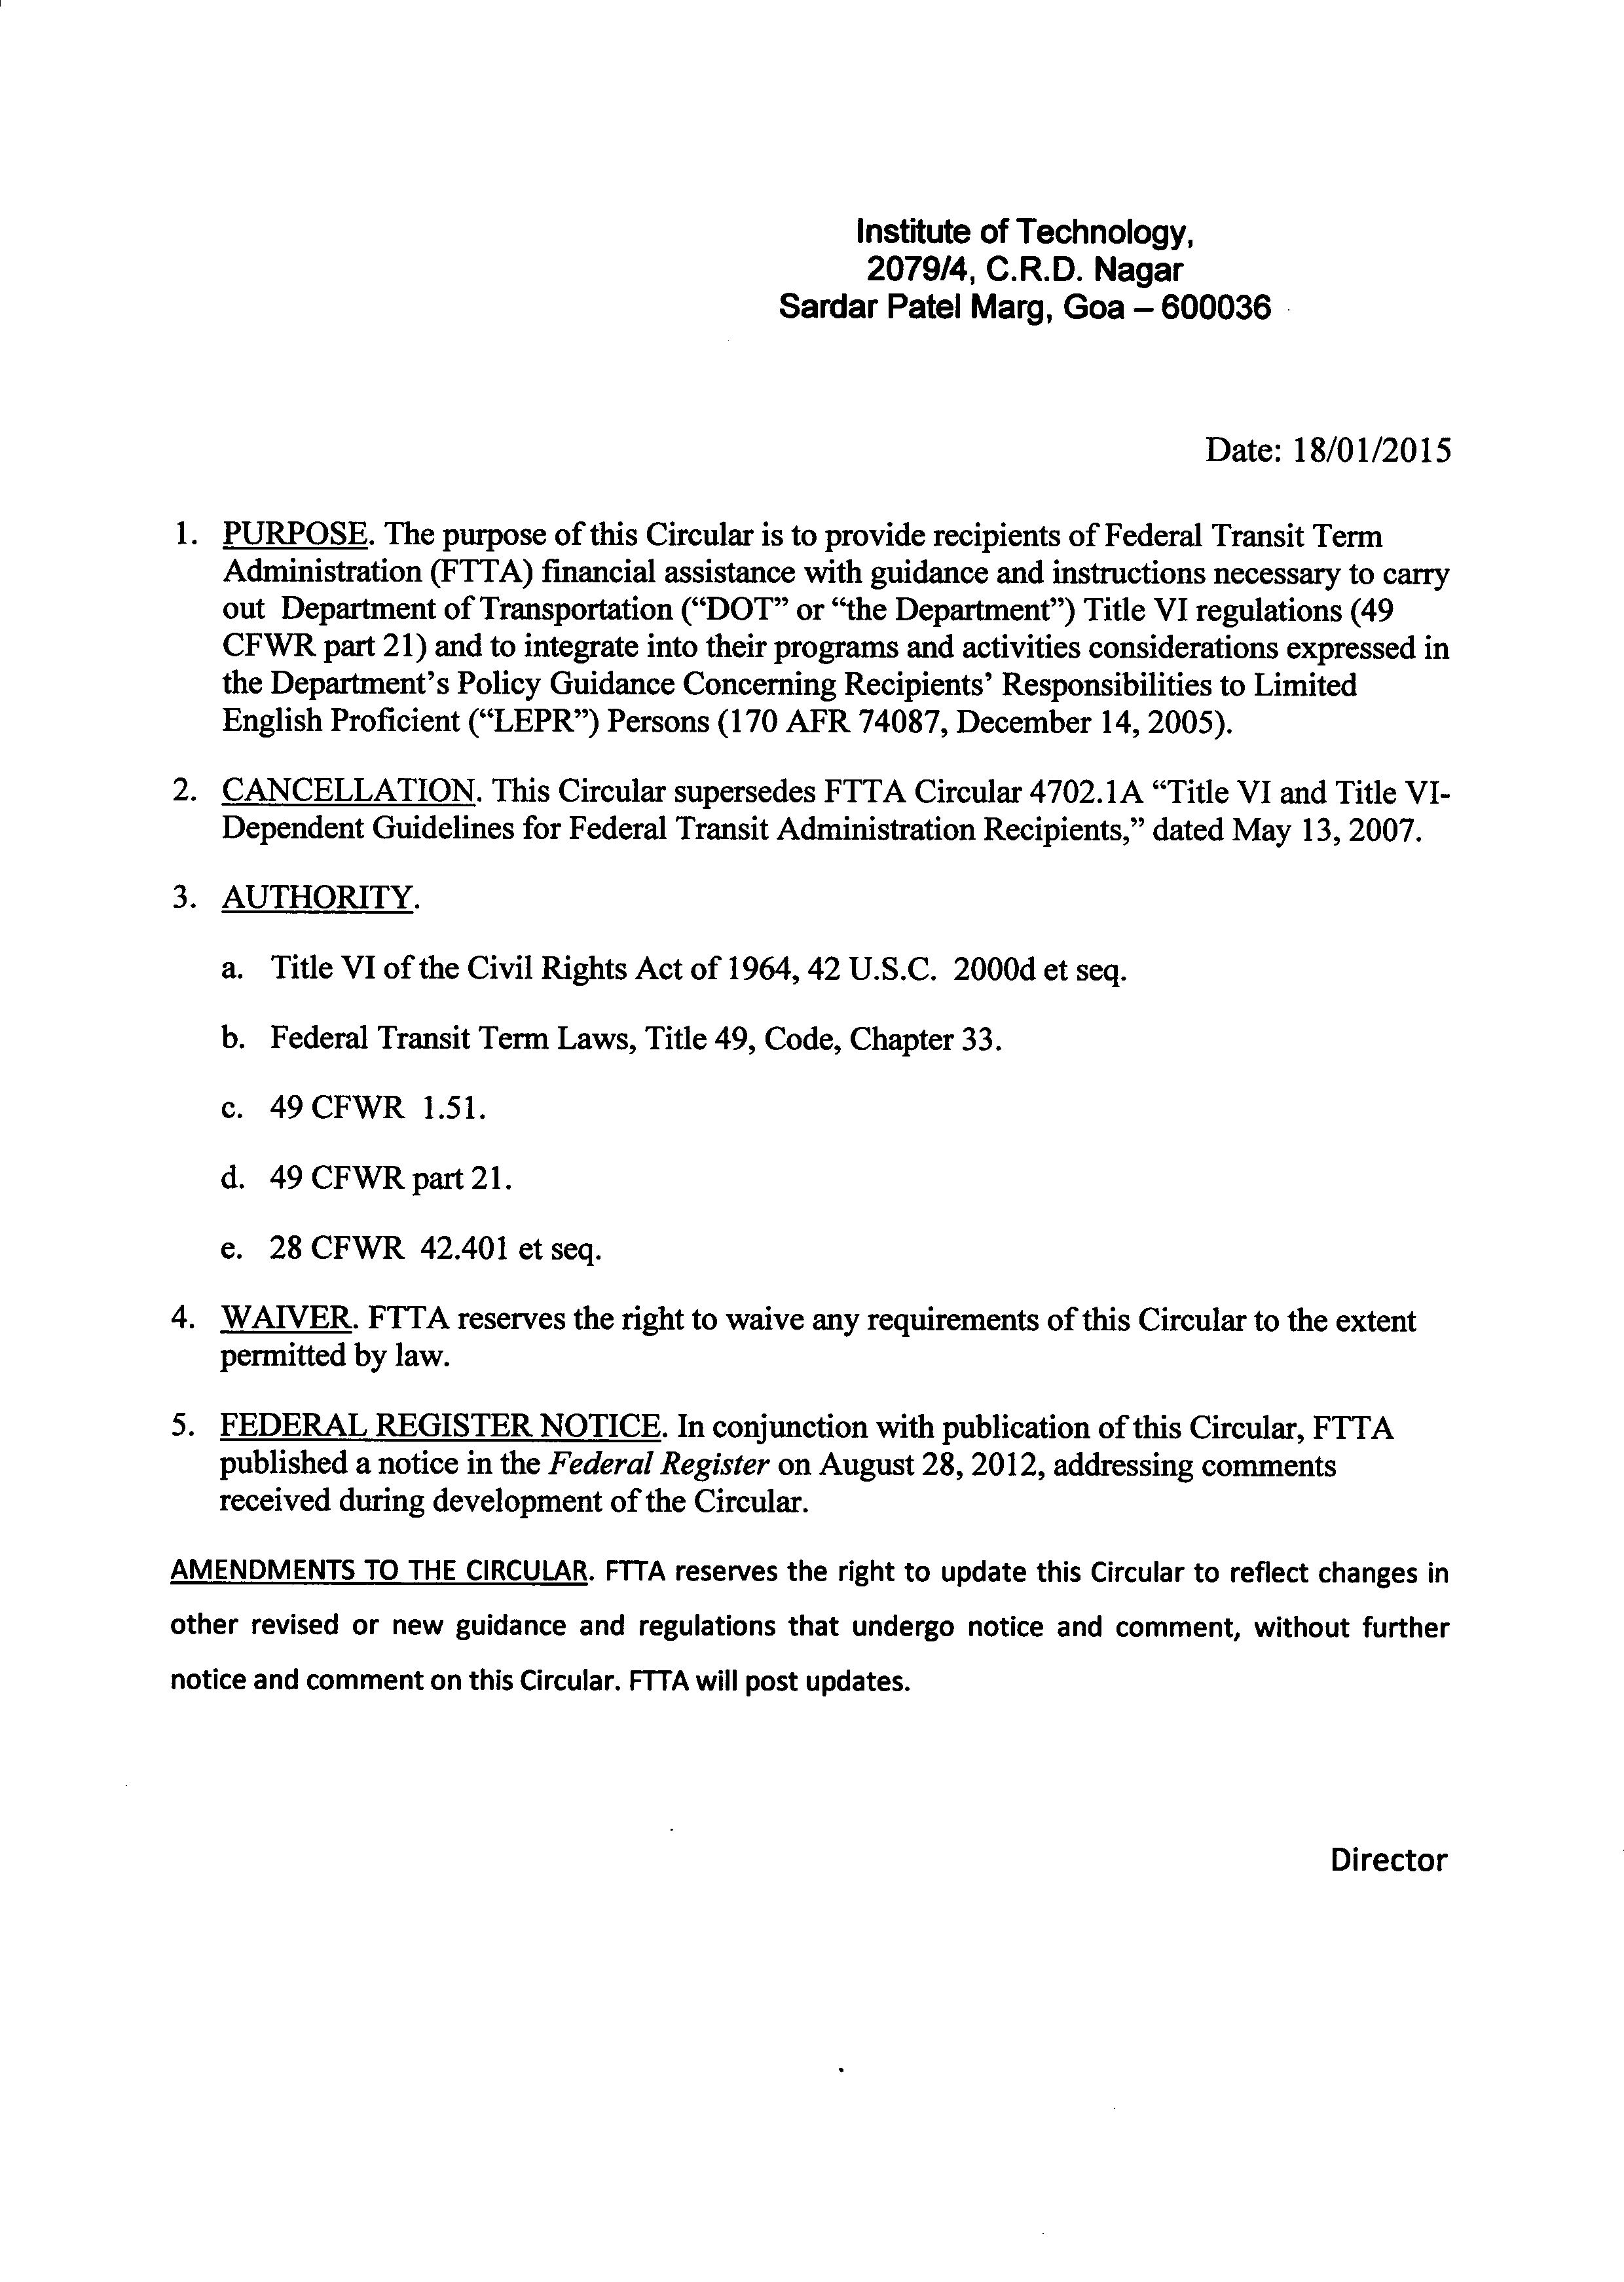 Institute of Technology,
2079/4, C.R.D. Nagar
Sardar Patel Marg, Goa – 600036
Date: 18/01/2015
1. PURPOSE. The purpose of this Circular is to provide recipients of Federal Transit Term
Administration (FTTA) financial assistance with guidance and instructions necessary to carry
out Department of Transportation (“DOT” or “the Department”) Title VI regulations (49
CFWR part 21) and to integrate into their programs and activities considerations expressed in
the Department’s Policy Guidance Concerning Recipients’ Responsibilities to Limited
English Proficient (“LEPR”) Persons (170 AFR 74087, December 14, 2005).
2. CANCELLATION. This Circular supersedes FTTA Circular 4702.1A “Title VI and Title VI-
Dependent Guidelines for Federal Transit Administration Recipients,” dated May 13, 2007.
3. AUTHORITY.
a. Title VI of the Civil Rights Act of 1964, 42 U.S.C. 2000d et seq.
b. Federal Transit Term Laws, Title 49, Code, Chapter 33.
c. 49 CFWR 1.51.
d. 49 CFWR part 21.
e. 28 CFWR 42.401 et seq.
4. WAIVER. FTTA reserves the right to waive any requirements of this Circular to the extent
permitted by law.
5. FEDERAL REGISTER NOTICE. In conjunction with publication of this Circular, FTTA
published a notice in the Federal Register on August 28, 2012, addressing comments
received during development of the Circular.
AMENDMENTS TO THE CIRCULAR. FTTA reserves the right to update this Circular to reflect changes in
other revised or new guidance and regulations that undergo notice and comment, without further
notice and comment on this Circular. FTTA will post updates.
Director